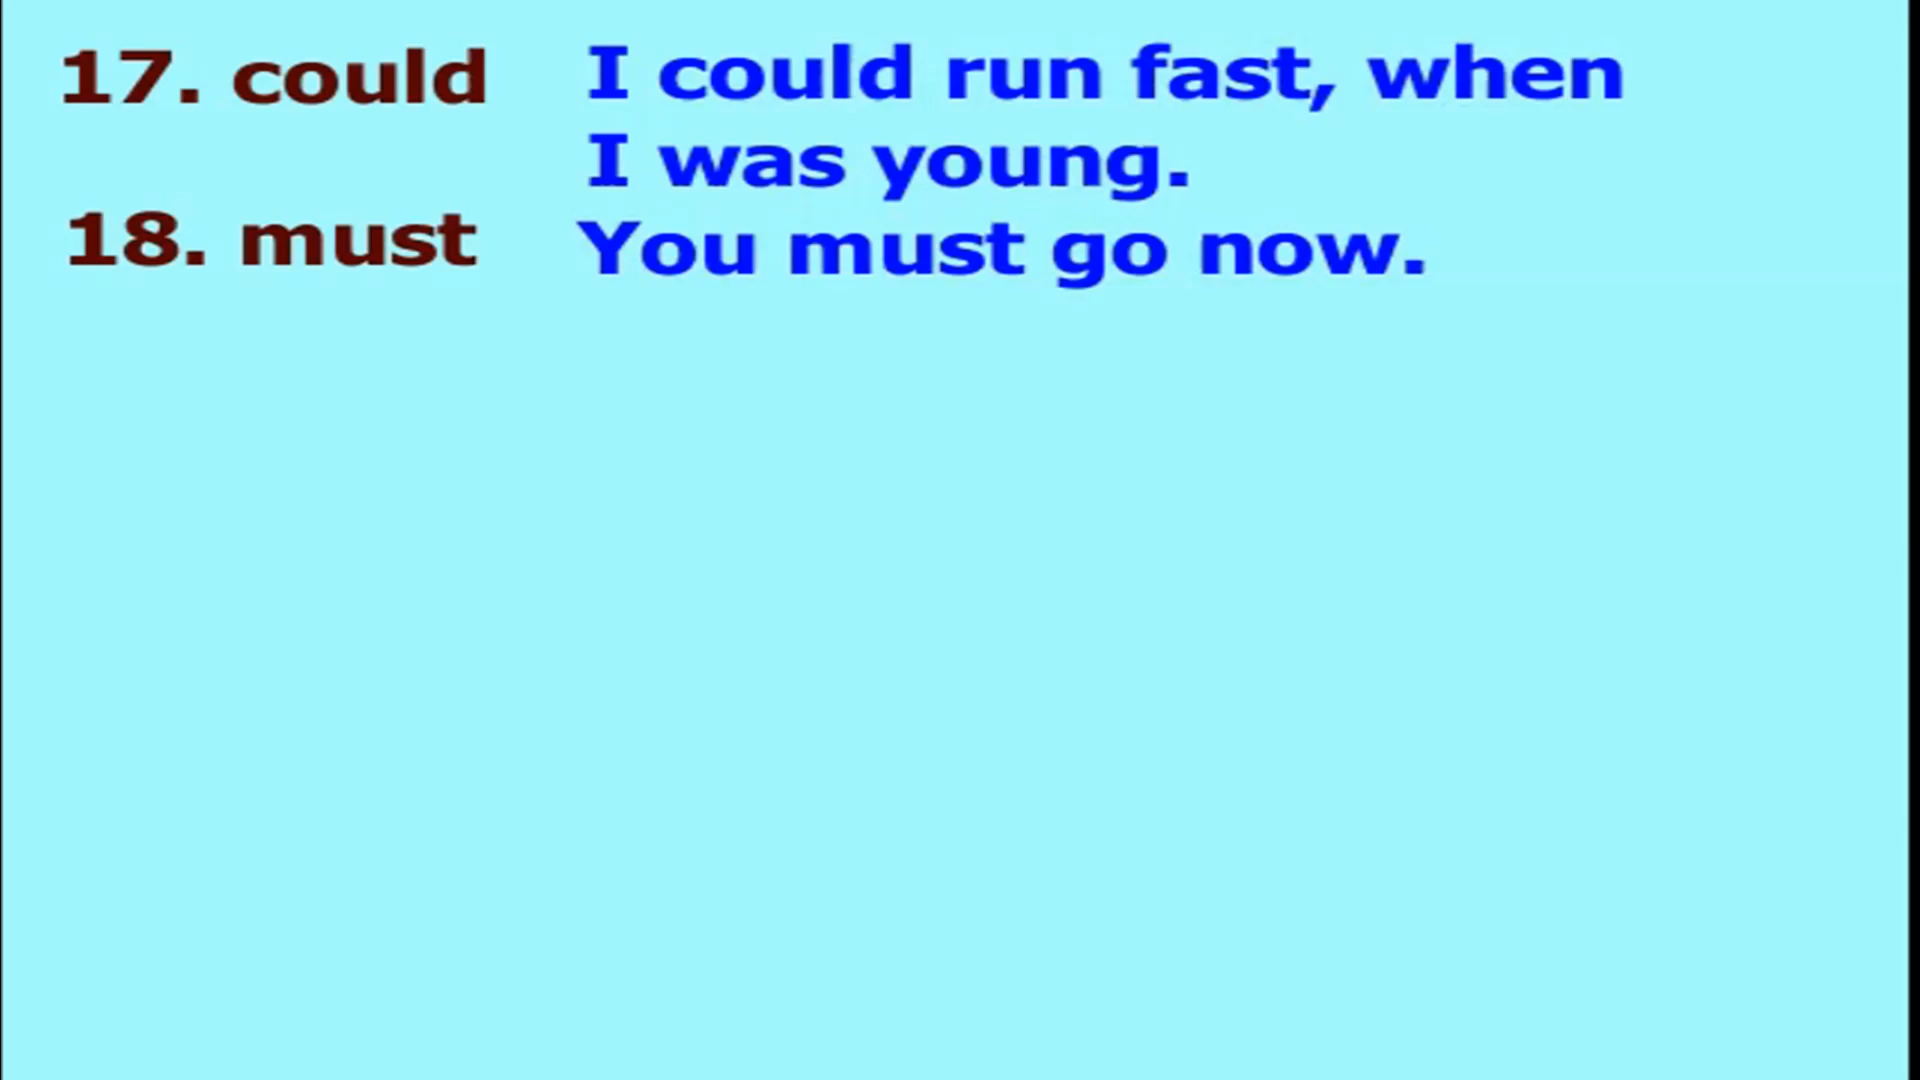 17. could I could run fast, when
I was young.
18. must You must go now.